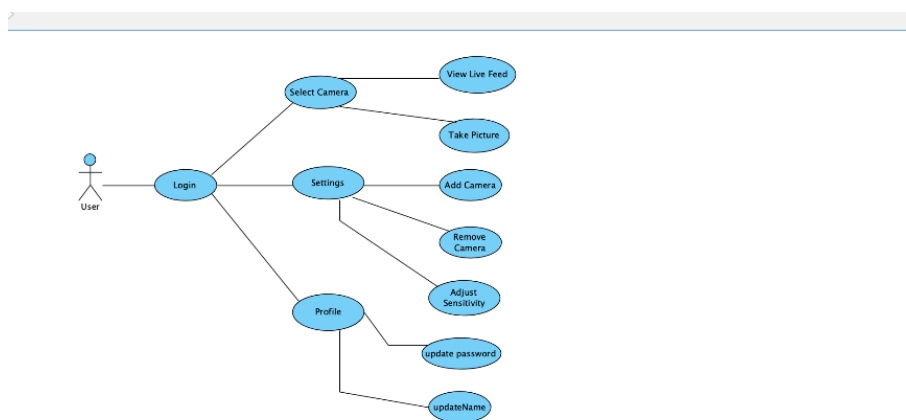 View Live Feed
Select Camera
Take Picture
User
Login
Settings
Add Camera
Remove
Camera
Adjust
Sensitivity
Profile
update password
updateName